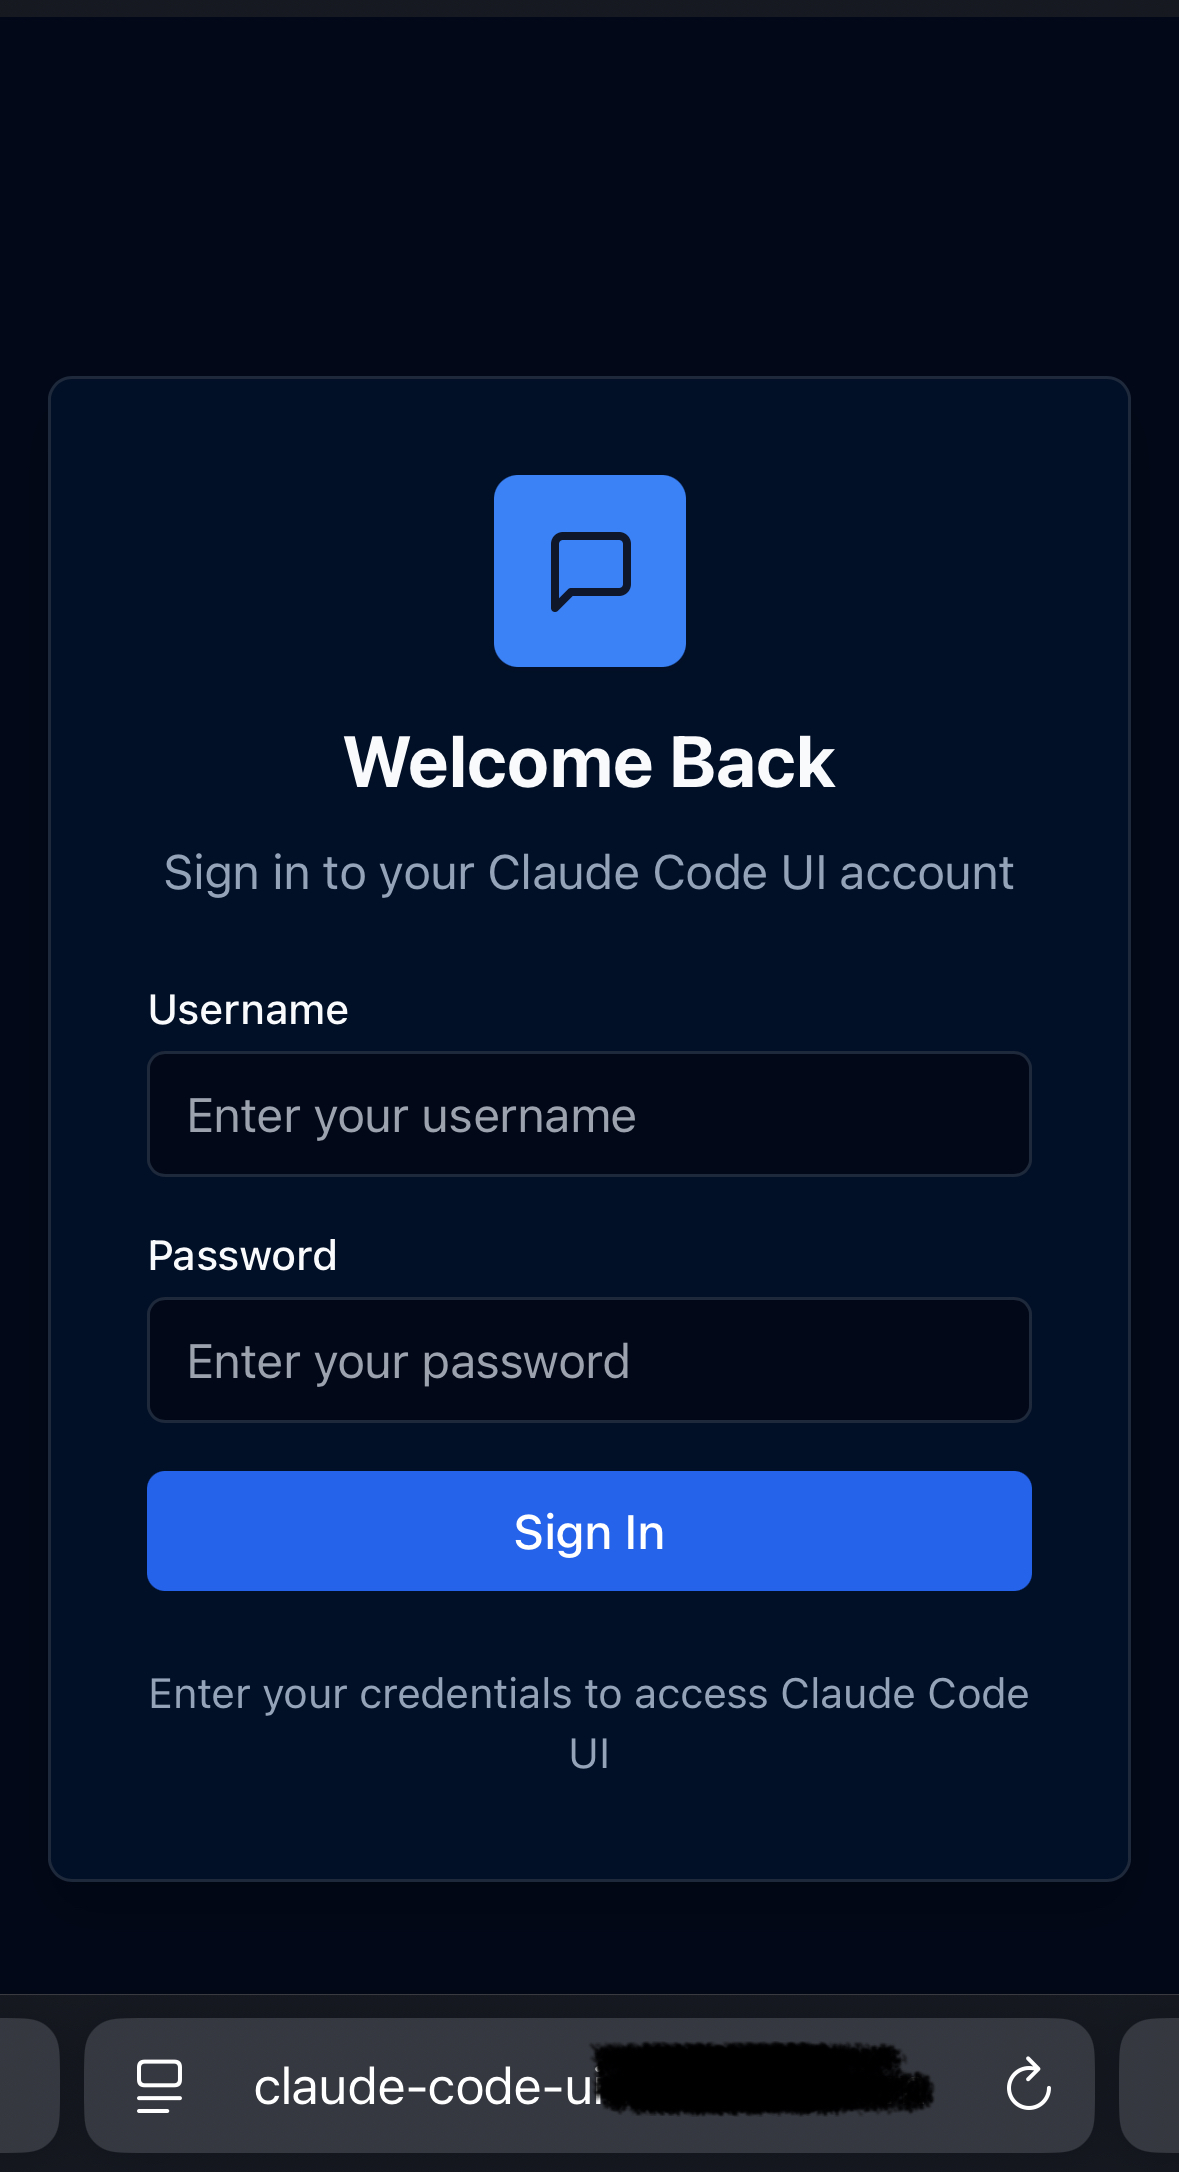 Welcome Back
Sign in to your Claude Code UI account
Username
Enter your username
Password
Enter your password
Sign In
Enter your credentials to access Claude Code
UI
claude-code-ui